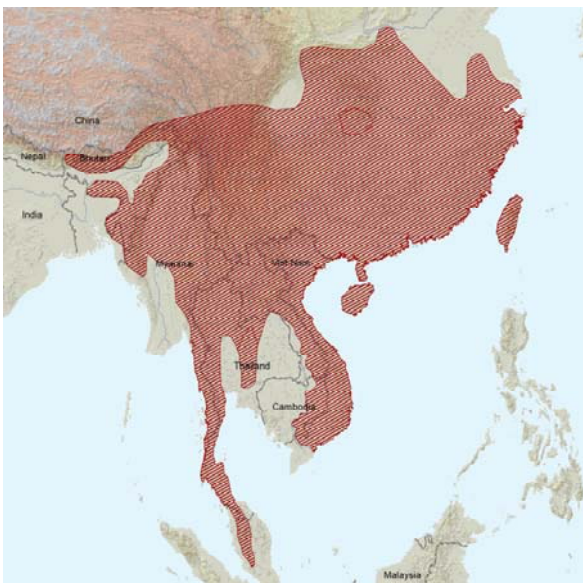 China
Nepal
Bhutan
India
Myanmar
Viet Nam
Thailand
Cambodia
Malaysia